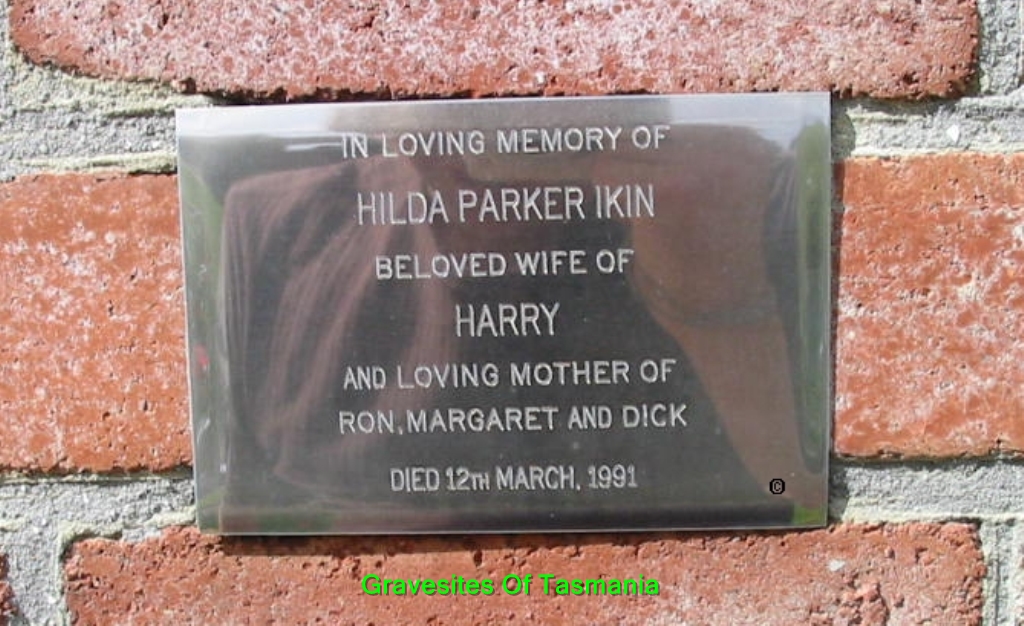 IN LOVING MEMORY OF
HILDA PARKER IKIN
BELOVED WIFE OF
HARRY
AND LOVING MOTHER OF
RON, MARGARET AND DICK
DIED 12TH MARCH, 1991
©
Gravesites Of Tasmania